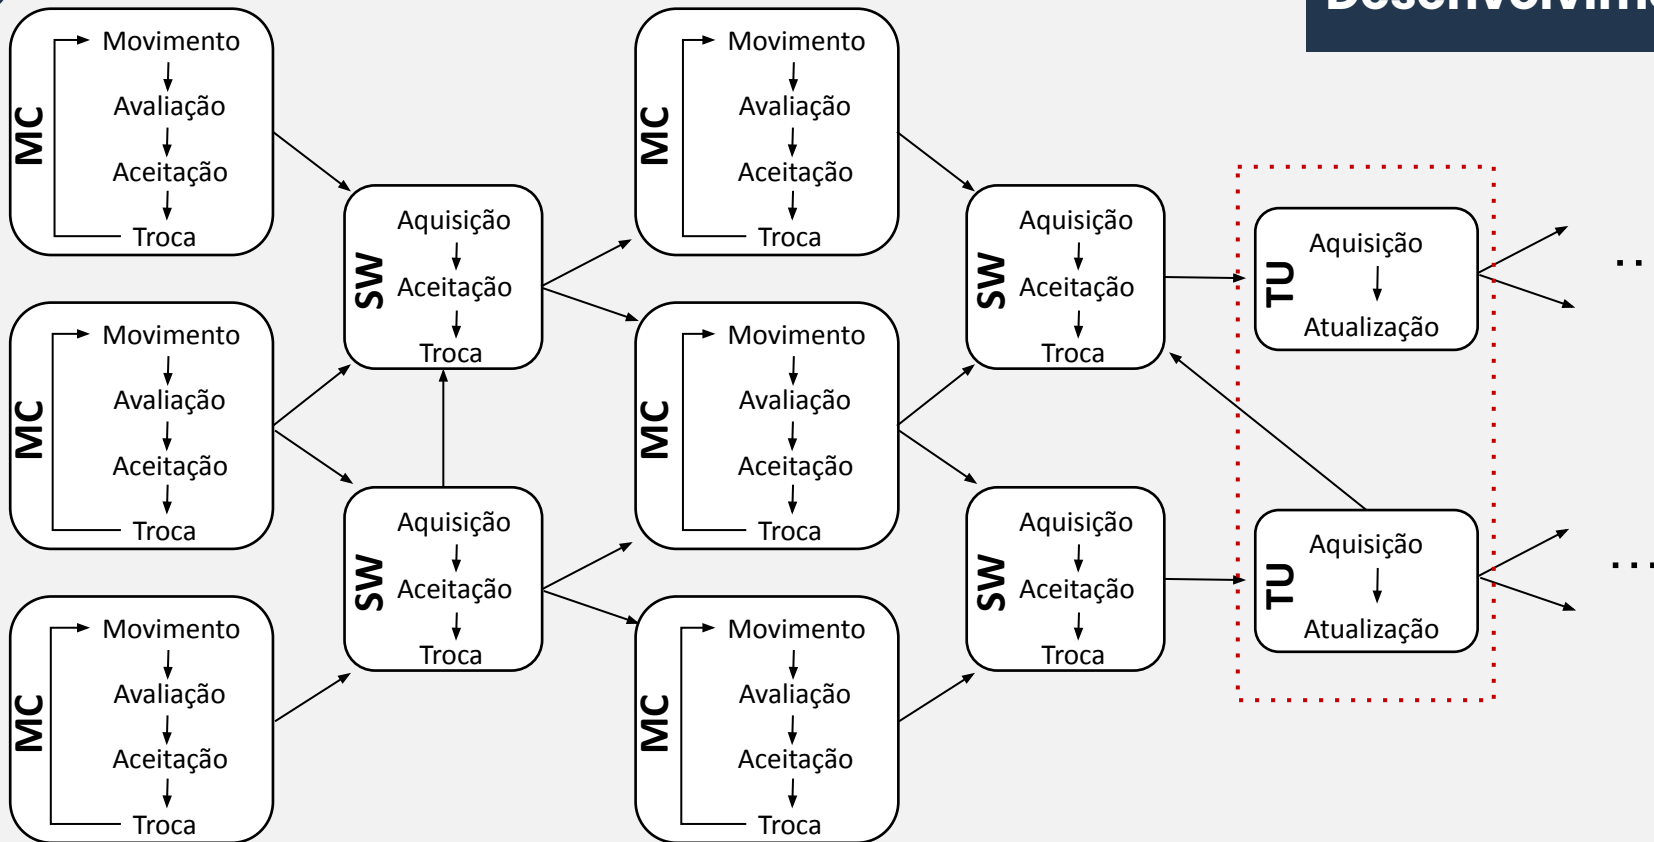 Desenvolvim
MC
Movimento
Avaliação
Aceitação
Troca
MC
Movimento
Avaliação
Aceitação
Troca
MC
Movimento
Avaliação
Aceitação
Troca
SW
Aquisição
Aceitação
Troca
SW
Aquisição
Aceitação
Troca
MC
Movimento
Avaliação
Aceitação
Troca
MC
Movimento
Avaliação
Aceitação
Troca
MC
Movimento
Avaliação
Aceitação
Troca
SW
Aquisição
Aceitação
Troca
SW
Aquisição
Aceitação
Troca
TU
Aquisição
Atualização
..
TU
Aquisição
Atualização
...